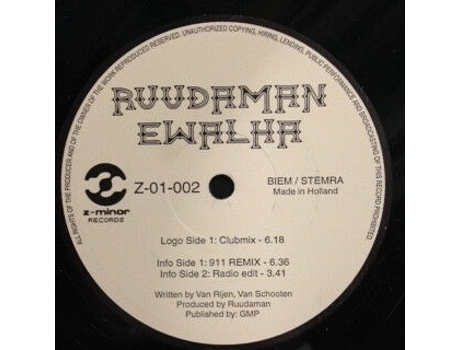 ALL RIGHTS OF THE PRODUCER AND OF THE OWNER OF THE WORK REPRODUCED RESERVED. UNAUTHORIZED COPYING, HIRING, LENDING, PUBLIC PERFORMANCE AND BROADCASTING OF THIS RECORD PROHIBITED
RUUDAMAN
EWALHA
z-minor
RECORDS
Z-01-002
BIEM / STEMRA
Made in Holland
Logo Side 1: Clubmix - 6.18
Info Side 1: 911 REMIX - 6.36
Info Side 2: Radio edit - 3.41
Written by Van Rijen, Van Schooten
Produced by Ruudaman
Published by: GMP